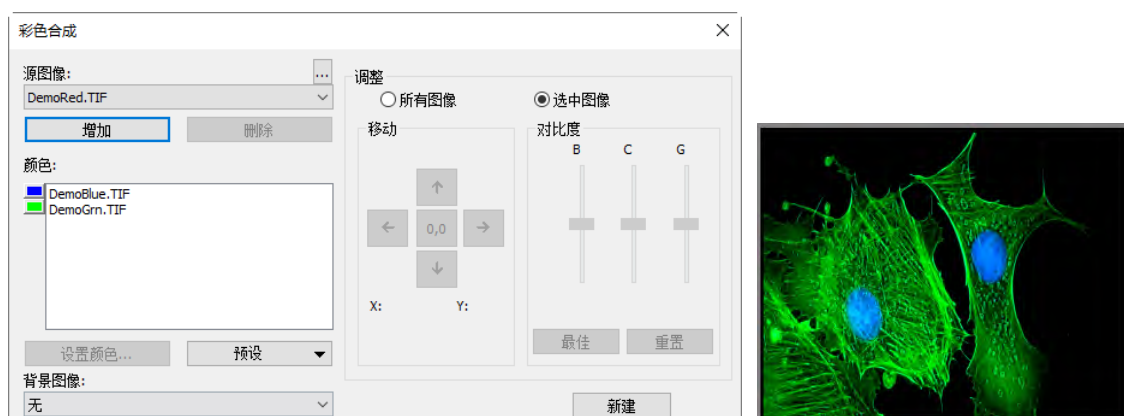 彩色合成
源图像:
...
DemoRed.TIF
增加
删除
颜色:
DemoBlue.TIF
DemoGrn.TIF
设置颜色...
预设
背景图像:
无
调整
所有图像
选中图像
移动
0,0
X:
Y:
对比度
B
C
G
最佳
重置
新建